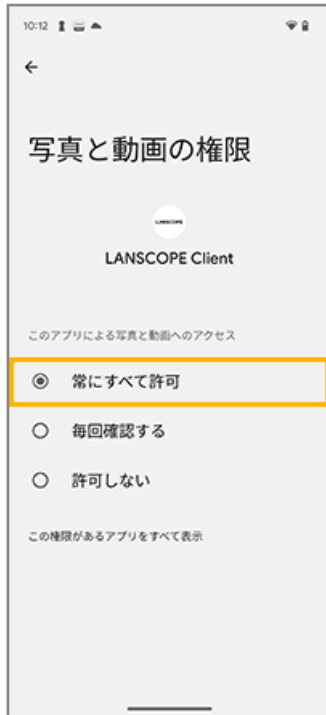 10:12
写真と動画の権限
LANSCOPE
LANSCOPE Client
このアプリによる写真と動画へのアクセス
常にすべて許可
毎回確認する
許可しない
この権限があるアプリをすべて表示